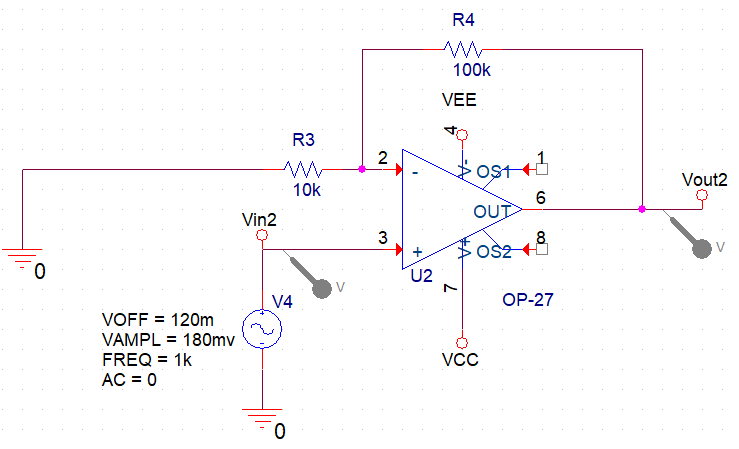 R4
100k
VEE
4
R3
2
-
V-
OS1
1
10k
Vin2
OUT
6
Vout2
V
3
+
V+
OS2
8
U2
0
V
V4
7
OP-27
VOFF = 120m
VAMPL = 180mv
FREQ = 1k
AC = 0
VCC
0